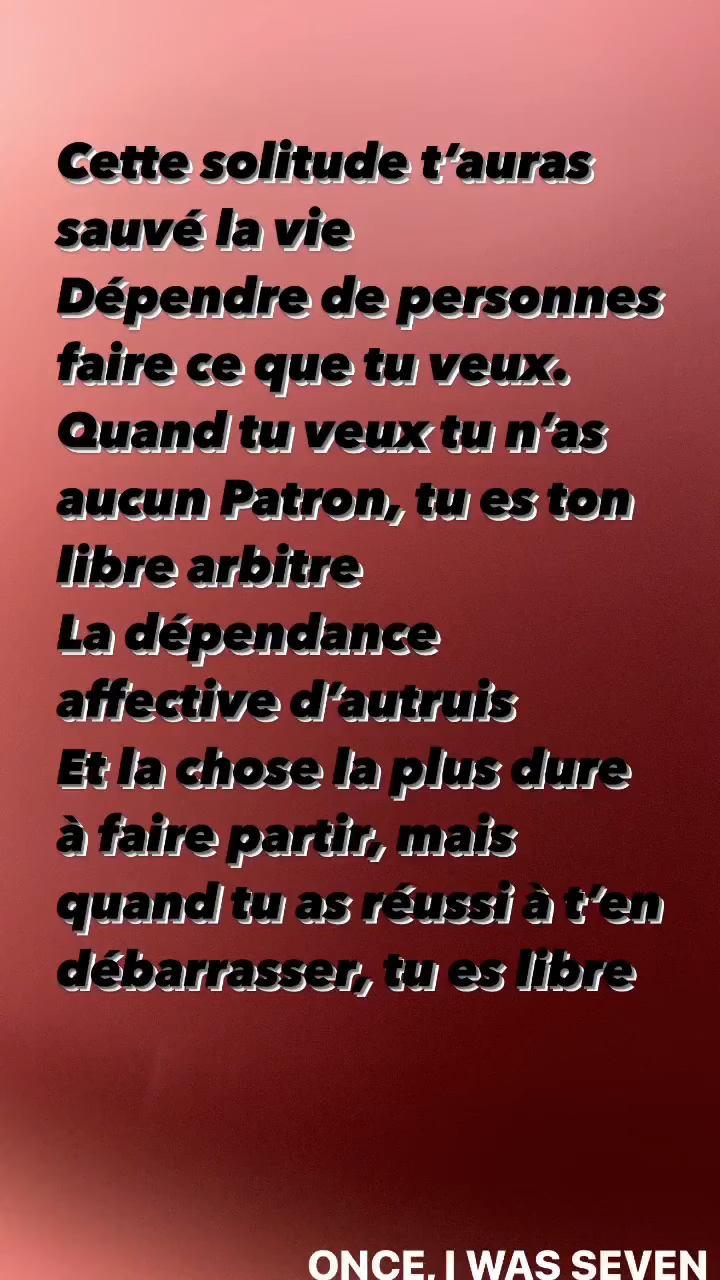 Cette solitude t’auras
sauvé la vie
Dépendre de personnes
faire ce que tu veux.
Quand tu veux tu n’as
aucun Patron, tu es ton
libre arbitre
La dépendance
affective d’autruis
Et la chose la plus dure
à faire partir, mais
quand tu as réussi à t’en
débarrasser, tu es libre
ONCE, I WAS SEVEN